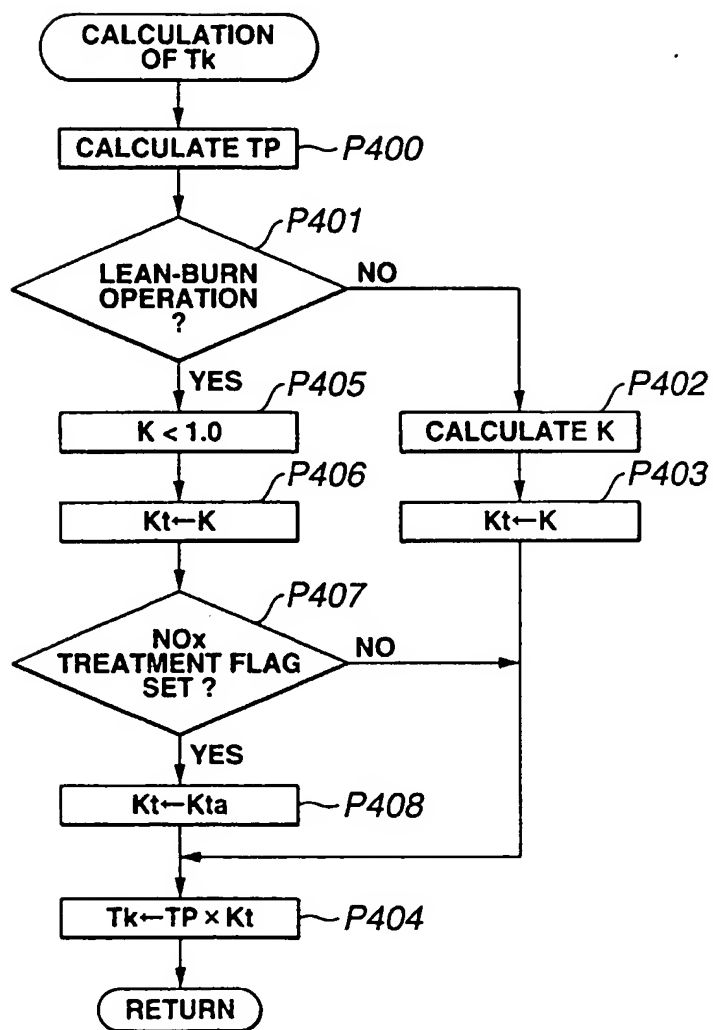 CALCULATION
OF Tk
CALCULATE TP
P400
P401
LEAN-BURN
OPERATION
?
NO
YES
P405
K < 1.0
P402
CALCULATE K
P406
Kt←K
P403
Kt←K
P407
NOx
TREATMENT FLAG
SET ?
NO
YES
Kt←Kta
P408
Tk←TP × Kt
P404
RETURN